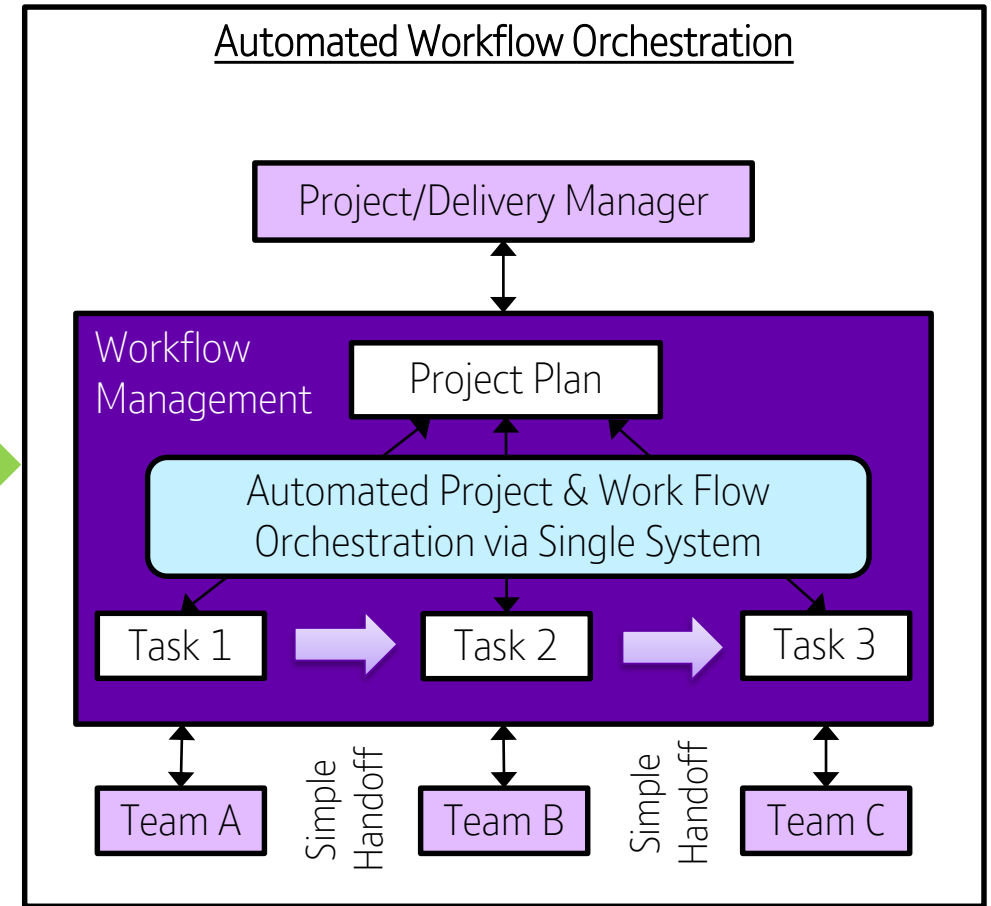 Automated Workflow Orchestration
Project/Delivery Manager
Workflow
Management
Project Plan
Automated Project & Work Flow
Orchestration via Single System
Task 1
Task 2
Task 3
Simple
Handoff
Simple
Handoff
Team A
Team B
Team C